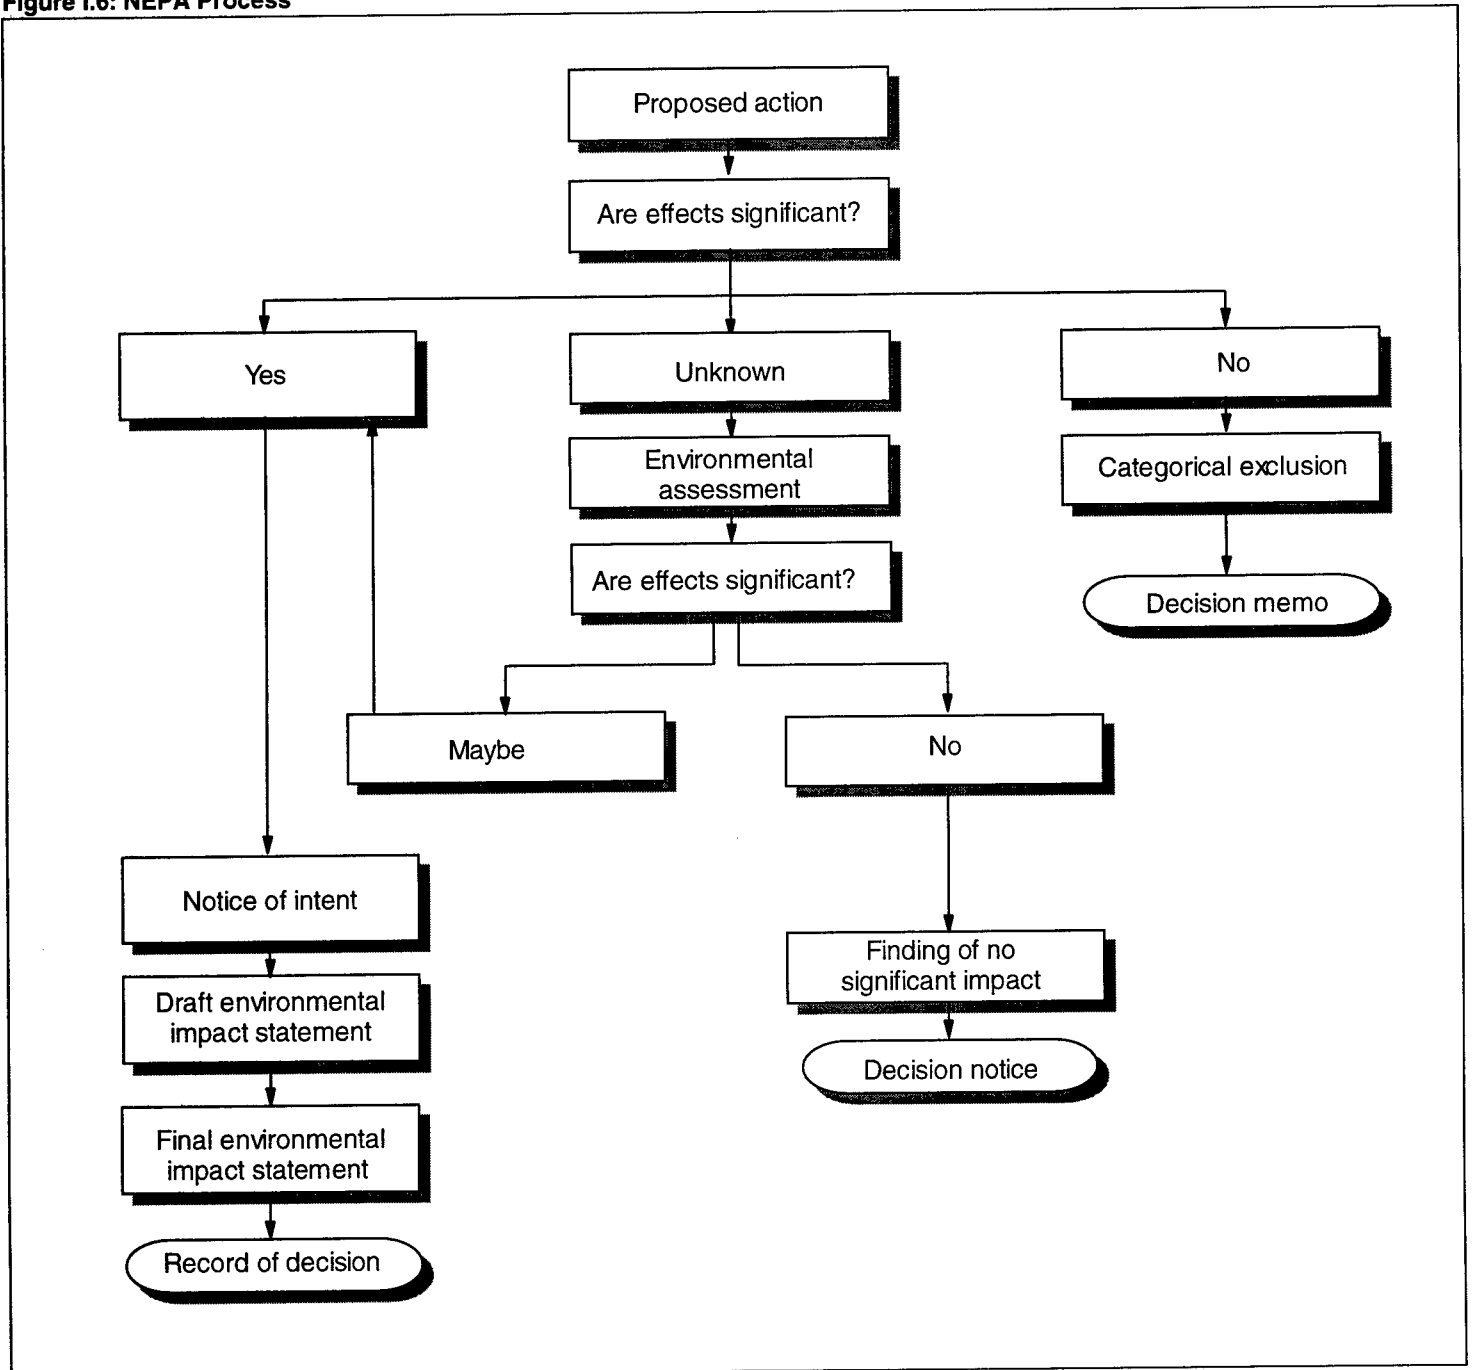 Figure I.6: NEPA Process
Proposed action
Are effects significant?
Yes
Unknown
No
Environmental
assessment
Categorical exclusion
Are effects significant?
Decision memo
Maybe
No
Notice of intent
Finding of no
significant impact
Draft environmental
impact statement
Decision notice
Final environmental
impact statement
Record of decision